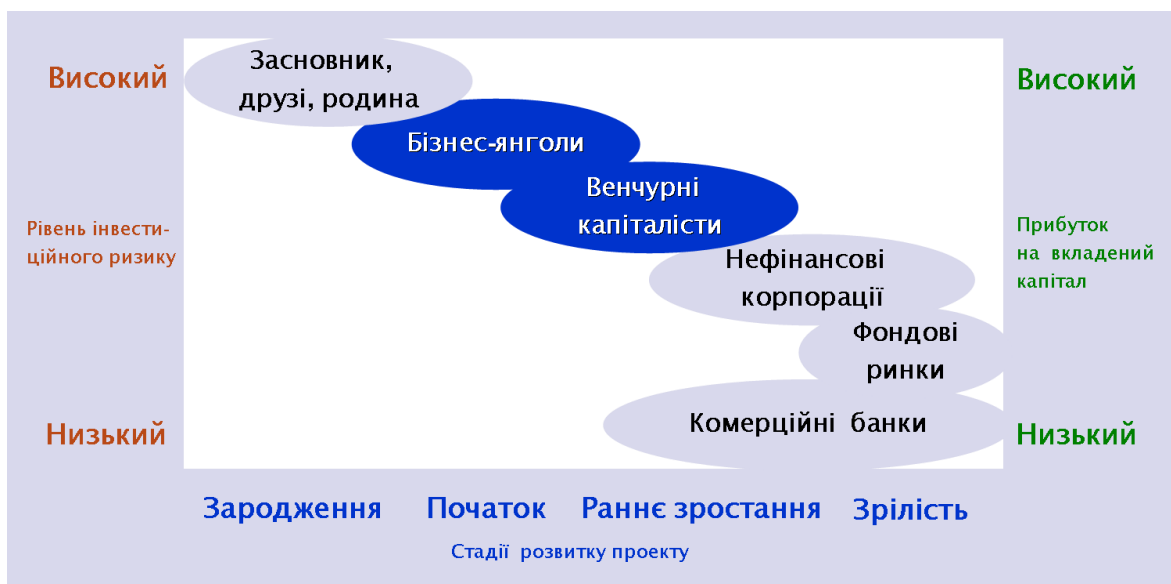 Засновник,
друзі, родина
Високий
Високий
Бізнес-янголи
Венчурні
капіталісти
Рівень інвести-
ційного ризику
Прибуток
на вкладений
капітал
Нефінансові
корпорації
Фондові
ринки
Комерційні банки
Низький
Низький
Зародження
Початок
Раннє зростання
Зрілість
Стадії розвитку проекту